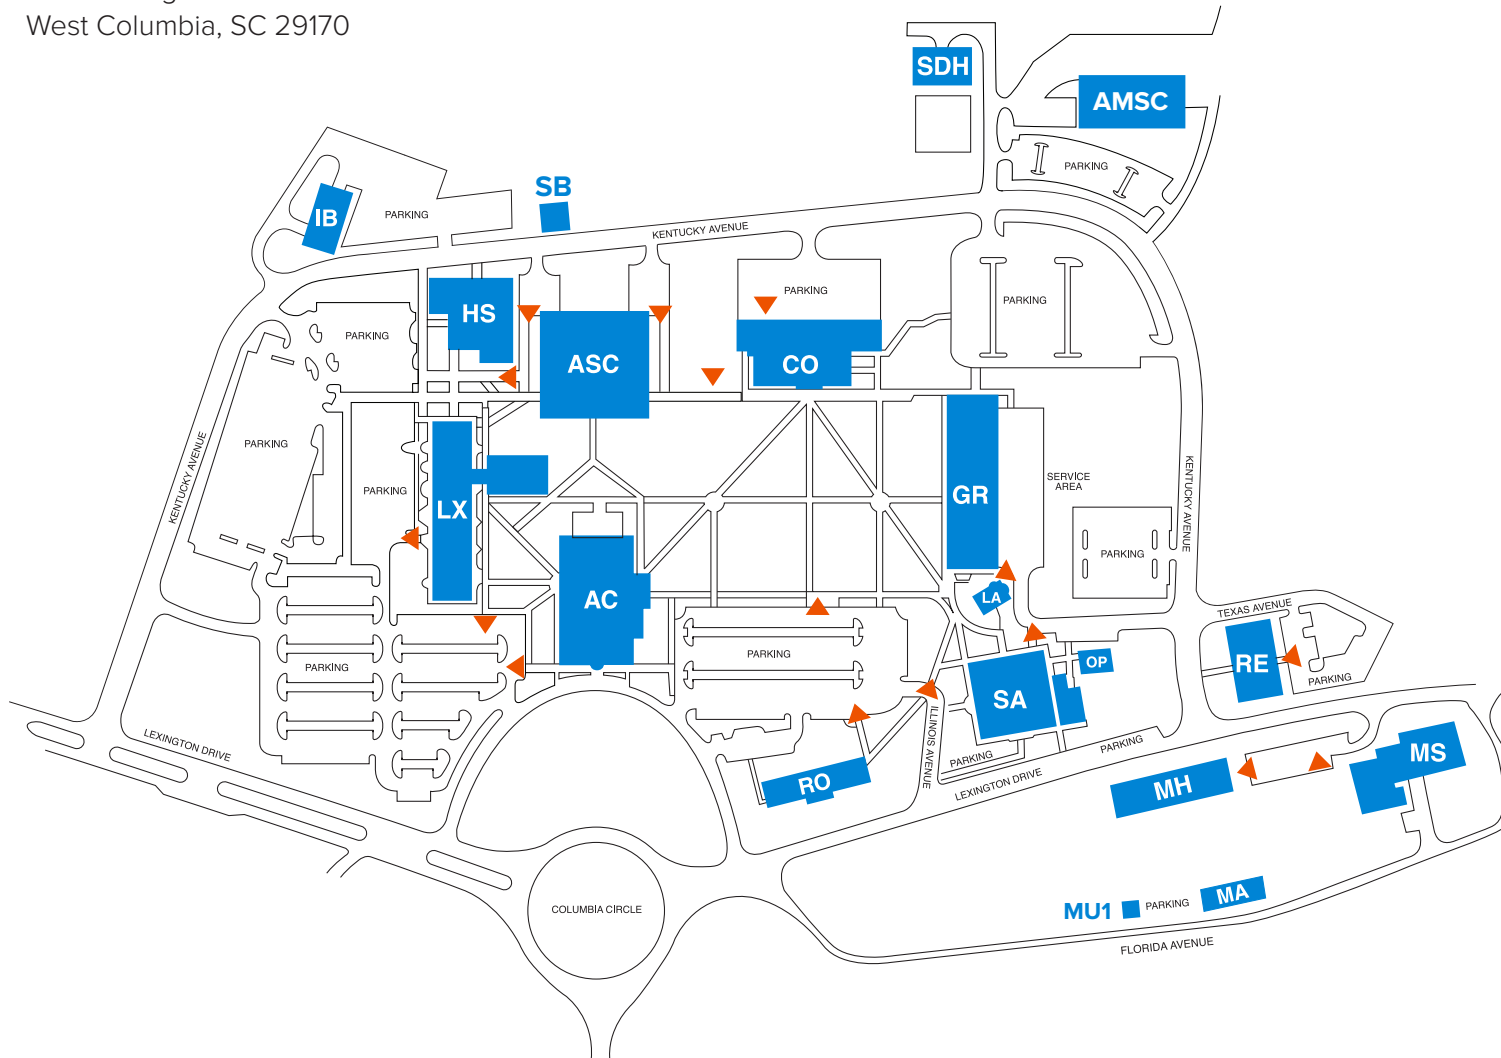 West Columbia, SC 29170
SDH
AMSC
PARKING
SB
IB
PARKING
KENTUCKY AVENUE
HS
PARKING
PARKING
PARKING
ASC
CO
PARKING
KENTUCKY AVENUE
PARKING
LX
GR
SERVICE
AREA
KENTUCKY AVENUE
PARKING
AC
LA
TEXAS AVENUE
PARKING
PARKING
OP
RE
PARKING
SA
ILLINOIS AVENUE
LEXINGTON DRIVE
PARKING
PARKING
LEXINGTON DRIVE
RO
MH
MS
COLUMBIA CIRCLE
MU1
PARKING
MA
FLORIDA AVENUE